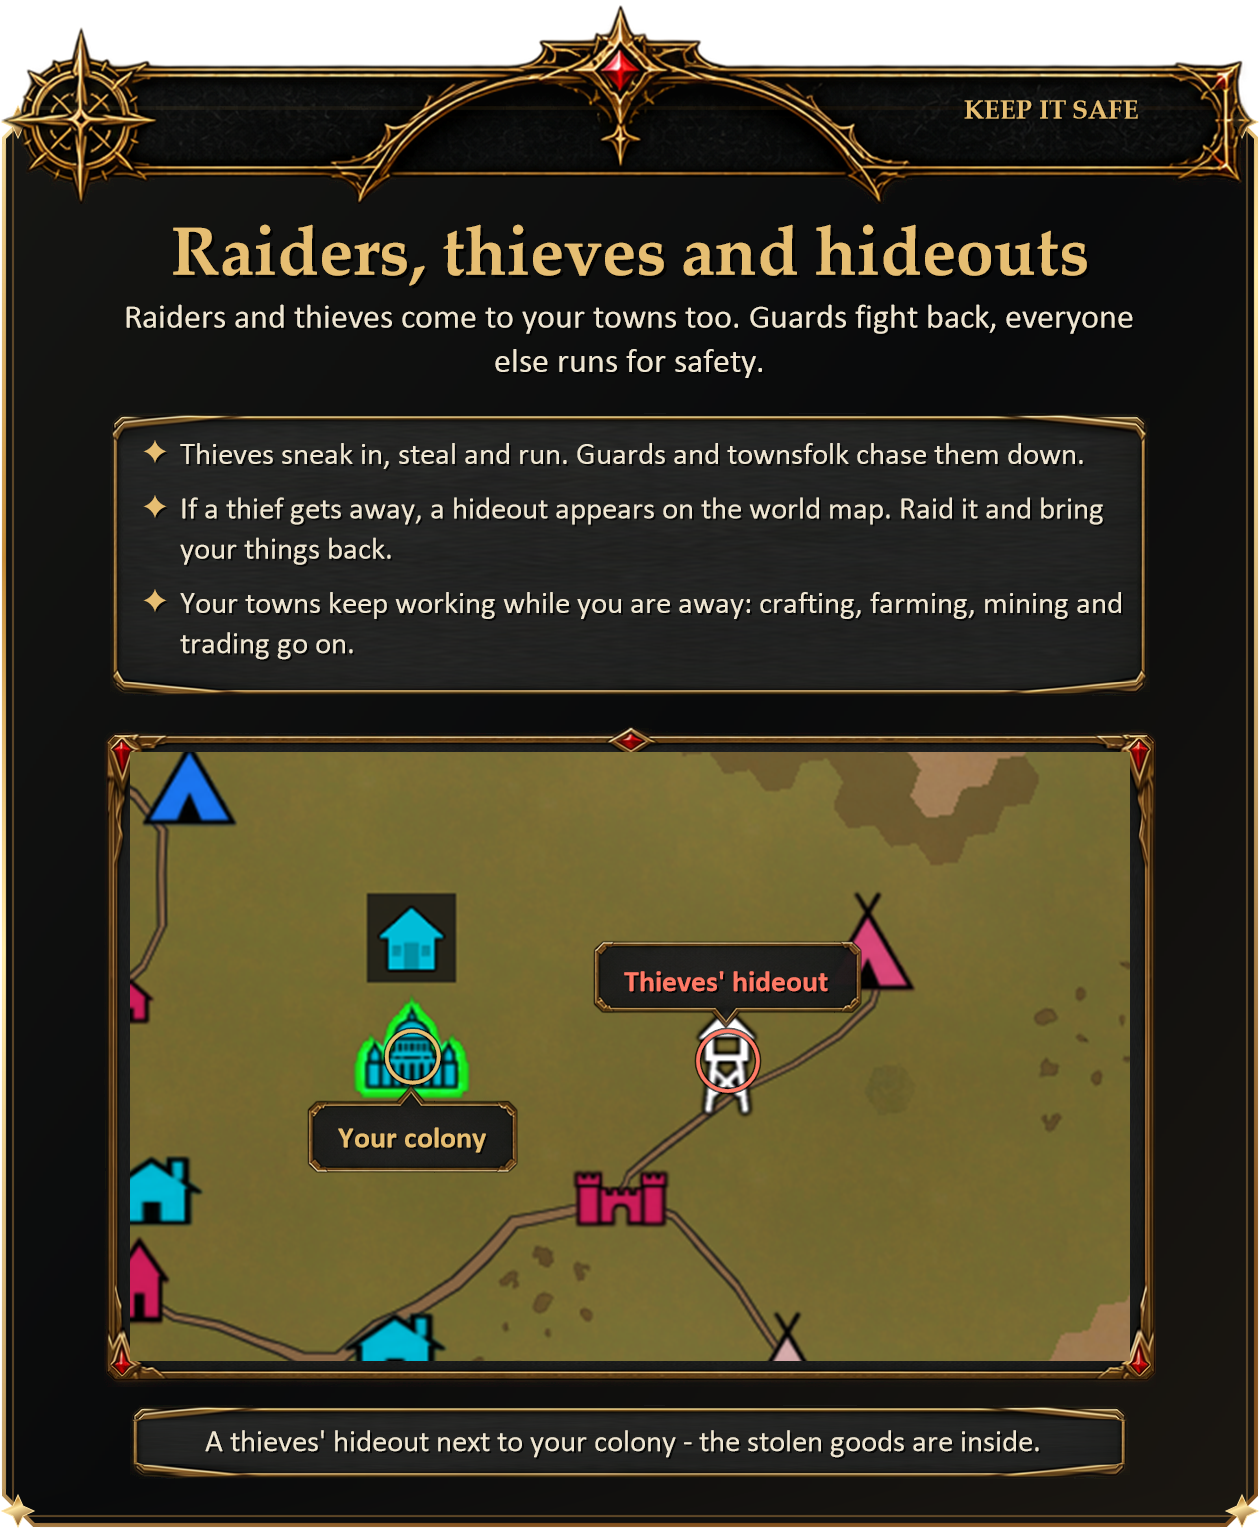 KEEP IT SAFE
Raiders, thieves and hideouts
Raiders and thieves come to your towns too. Guards fight back, everyone
else runs for safety.
Thieves sneak in, steal and run. Guards and townsfolk chase them down.
If a thief gets away, a hideout appears on the world map. Raid it and bring
your things back.
Your towns keep working while you are away: crafting, farming, mining and
trading go on.
Thieves' hideout
Your colony
A thieves' hideout next to your colony - the stolen goods are inside.